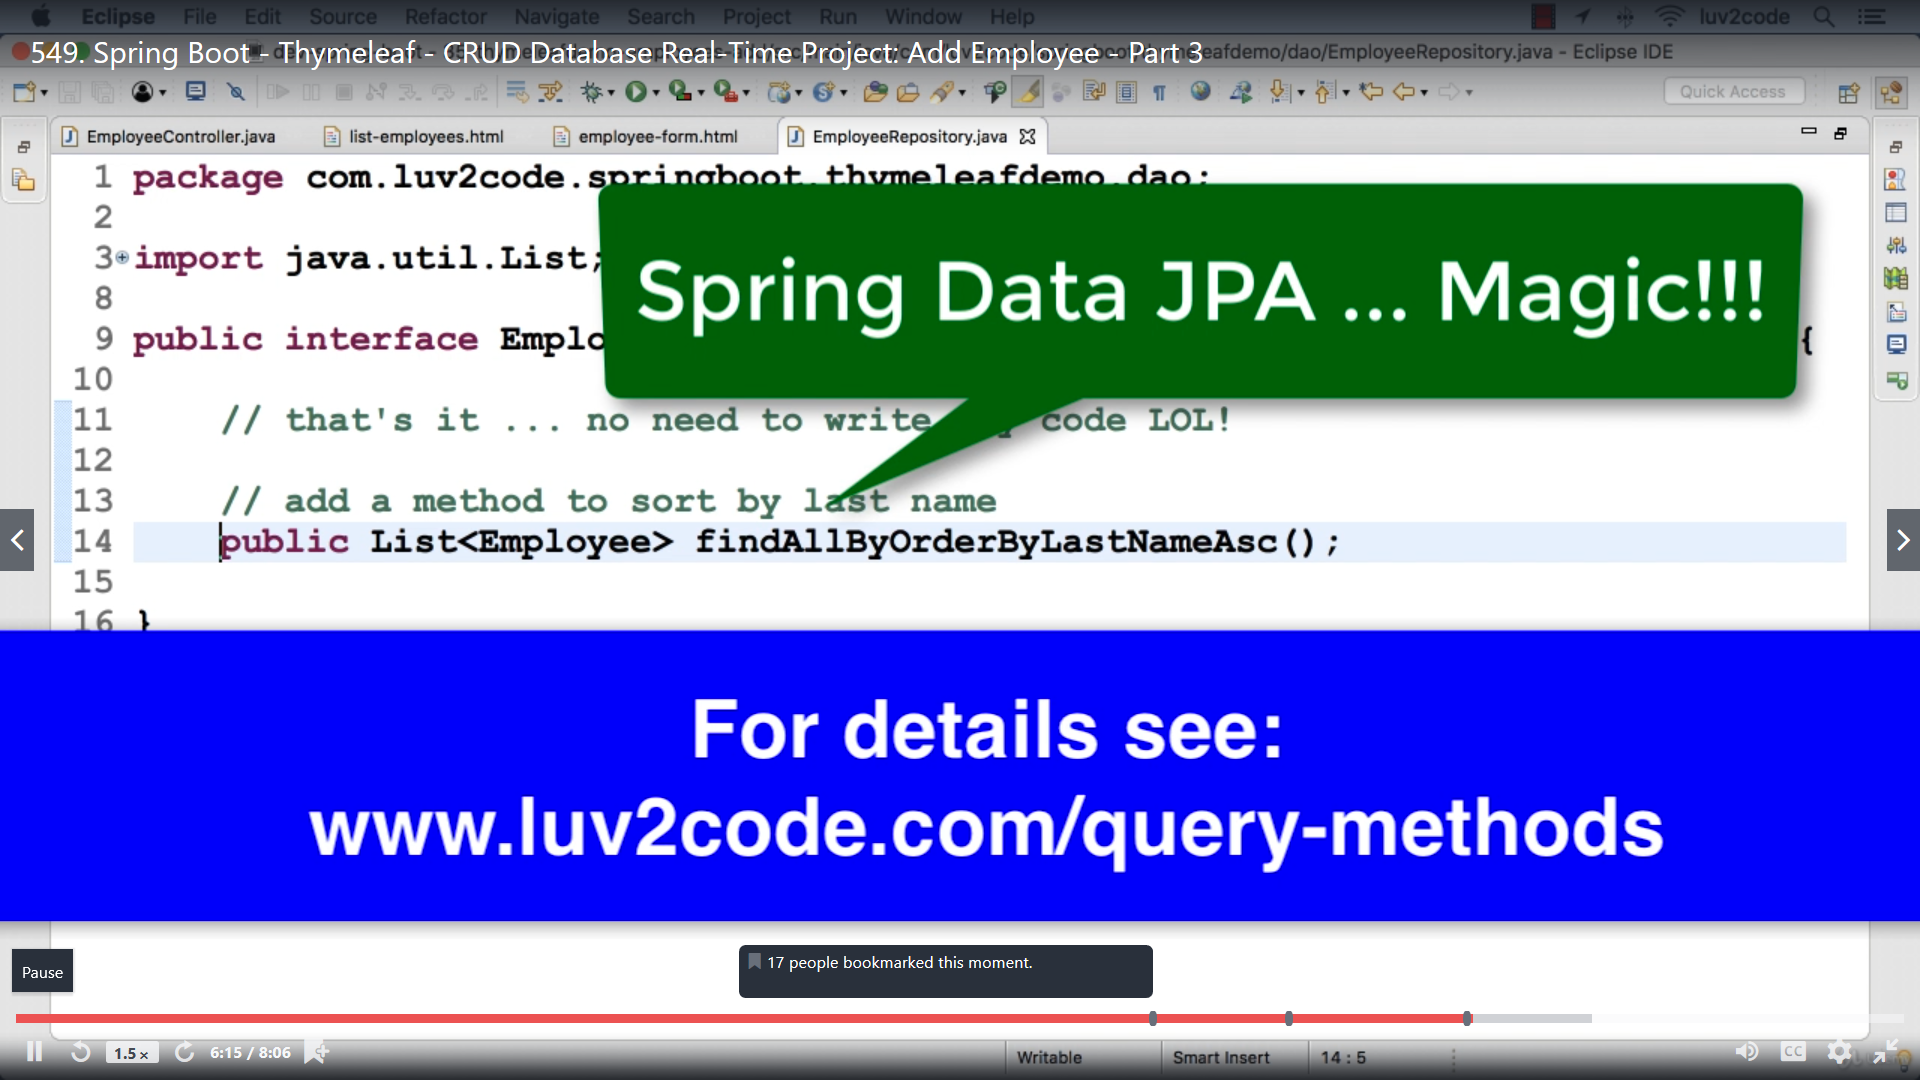 Eclipse File Edit Source Refactor Navigate Search Project Run Window Help luv2code
549. Spring Boot - Thymeleaf - CRUD Database Real-Time Project: Add Employee - Part 3
leafdemo/dao/EmployeeRepository.java - Eclipse IDE
Quick Access
EmployeeController.java list-employees.html employee-form.html EmployeeRepository.java
1 package com.luv2code.springboot.thymeleafdemo.dao;
2
3 import java.util.List;
8
9 public interface Emplo {
10
Spring Data JPA ... Magic!!!
11 // that's it ... no need to write code LOL!
12
13 // add a method to sort by last name
14 public List<Employee> findAllByOrderByLastNameAsc();
15
16 }
For details see:
www.luv2code.com/query-methods
17 people bookmarked this moment.
Pause
1.5 x 6:15 / 8:06
Writable Smart Insert 14 : 5
CC